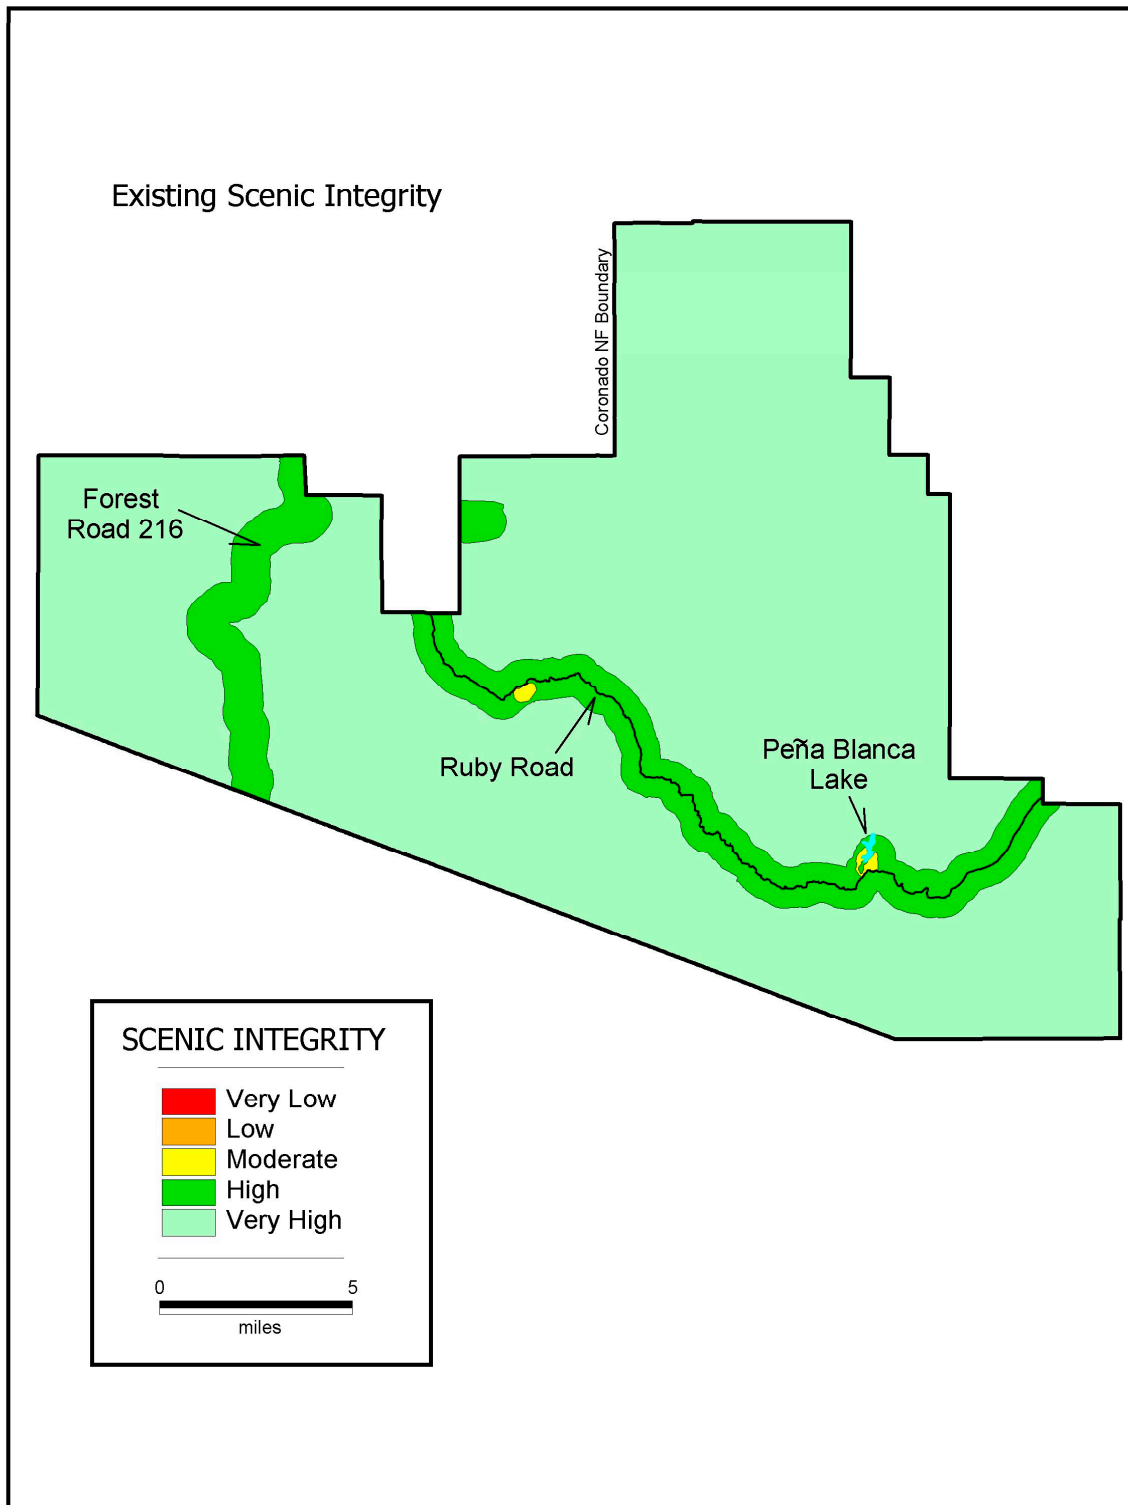 Existing Scenic Integrity
Coronado NF Boundary
Forest
Road 216
Ruby Road
Peña Blanca
Lake
SCENIC INTEGRITY
Very Low
Low
Moderate
High
Very High
0 5
miles